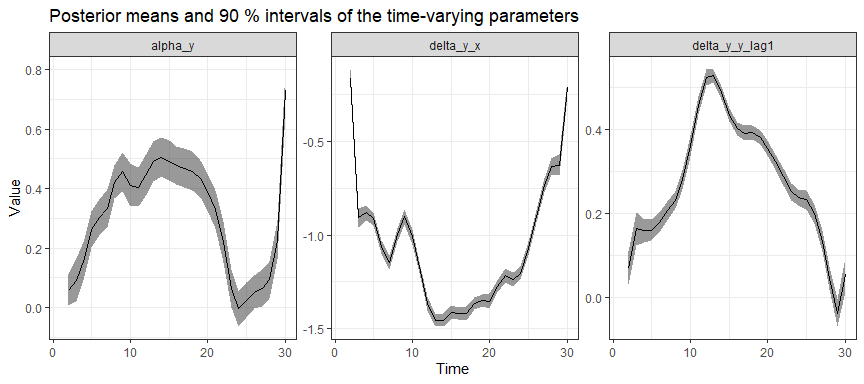 Posterior means and 90 % intervals of the time-varying parameters
alpha_y
delta_y_x
delta_y_y_lag1
Value
0.8
0.6
0.4
0.2
0.0
-0.5
-1.0
-1.5
0.4
0.2
0.0
0 10 20 30
0 10 20 30
0 10 20 30
Time